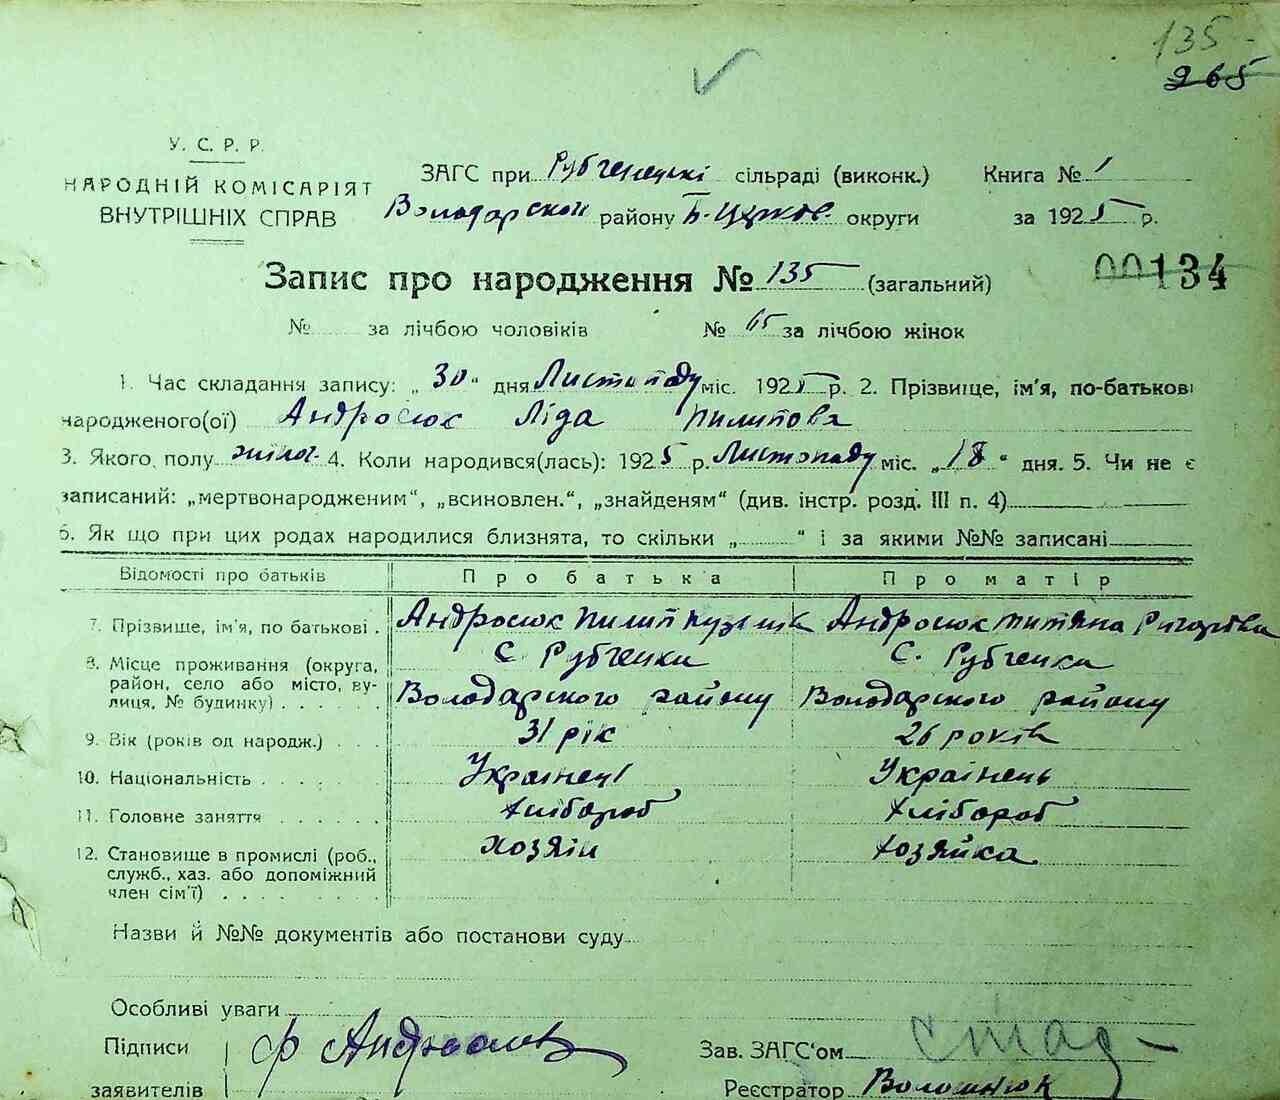 135
265
У. С. Р. Р.
НАРОДНІЙ КОМІСАРІЯТ
ВНУТРІШНІХ СПРАВ
ЗАГС при Рубченецькі сільраді (виконк.) Книга № 1
Володарськой району Б-Церков. округи за 1925 р.
Запис про народження № 135 (загальний)
00134
№ за лічбою чоловіків № 65 за лічбою жінок
1. Час складання запису: „ 30 " дня Листопаду міс. 1925 р. 2. Прізвище, ім'я, по-батькові
народженого(ої) Андросюк Ліда Пилипова
3. Якого полу жіноч. 4. Коли народився(лась): 1925 р. Листопаду міс. „ 18 " дня. 5. Чи не є
записаний: „мертвонародженим", „всиновлен.", „знайденям" (див. інстр. розд. III п. 4)
6. Як що при цих родах народилися близнята, то скільки „ " і за якими №№ записані
Відомості про батьків Про батька Про матір
7. Прізвище, ім'я, по батькові . Андросюк Пилип Кузьмик Андросюк Титяна Ригорівна
8. Місце проживання (округа, С. Рубченки С. Рубченка
район, село або місто, ву-
лиця, № будинку) . . . . . . Володарского району Володарского району
9. Вік (років од народж.) . . . 31 рік 26 років
10. Національність . . . . . . Українець Українець
11. Головне заняття . . . . . . хлібороб хлібороб
12. Становище в промислі (роб., хозяін хозяйка
служб., хаз. або допоміжний
член сім'ї) . . . . . . . .
Назви й №№ документів або постанови суду
Особливі уваги
Підписи
заявителів
Зав. ЗАГС'ом
Реєстратор Волошнюк